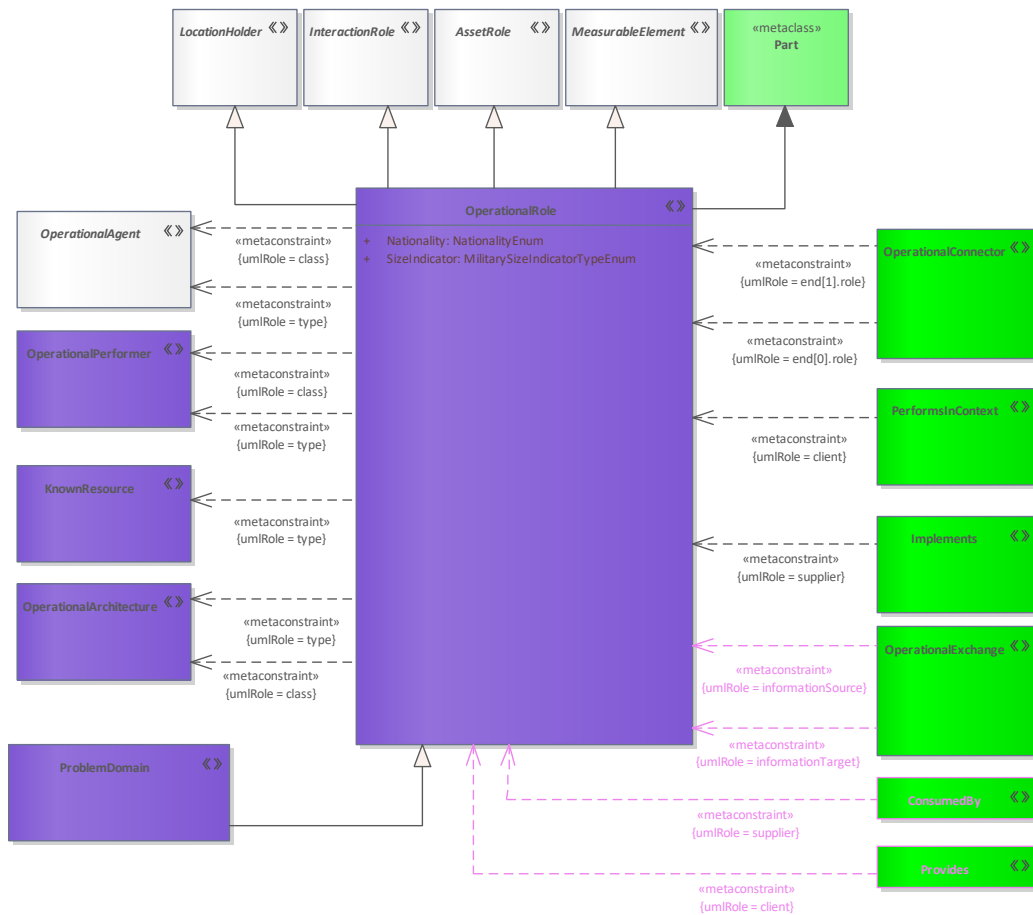 LocationHolder «»
InteractionRole «»
AssetRole «»
MeasurableElement «»
«metaclass»
Part
OperationalRole «»
+ Nationality: NationalityEnum
+ SizeIndicator: MilitarySizeIndicatorTypeEnum
OperationalAgent «»
«metaconstraint»
{umlRole = class}
«metaconstraint»
{umlRole = type}
OperationalPerformer «»
«metaconstraint»
{umlRole = class}
«metaconstraint»
{umlRole = type}
KnownResource «»
«metaconstraint»
{umlRole = type}
OperationalArchitecture «»
«metaconstraint»
{umlRole = type}
«metaconstraint»
{umlRole = class}
ProblemDomain «»
OperationalConnector «»
«metaconstraint»
{umlRole = end[1].role}
«metaconstraint»
{umlRole = end[0].role}
PerformsInContext «»
«metaconstraint»
{umlRole = client}
Implements «»
«metaconstraint»
{umlRole = supplier}
OperationalExchange «»
«metaconstraint»
{umlRole = informationSource}
«metaconstraint»
{umlRole = informationTarget}
ConsumedBy «»
«metaconstraint»
{umlRole = supplier}
Provides «»
«metaconstraint»
{umlRole = client}